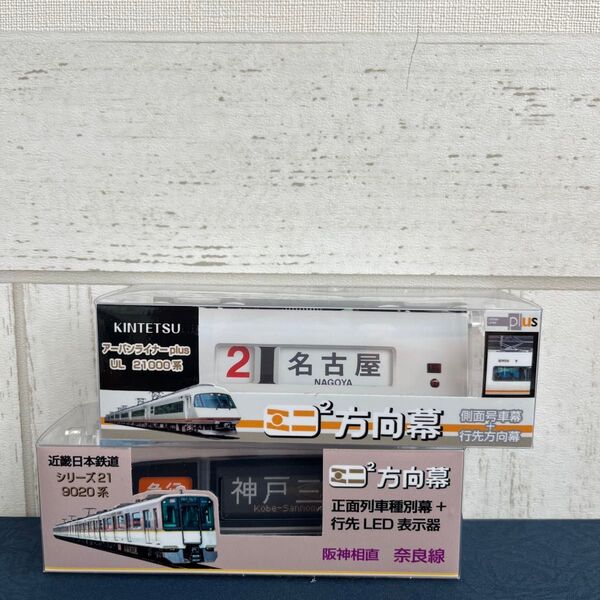 KINTETSU
アーバンライナーplus
UL 21000系
2
名古屋
NAGOYA
plus
ミニ²方向幕
側面号車幕
+
行先方向幕
近畿日本鉄道
シリーズ21
9020系
急行
神戸三
Kobe-Sannom
ミニ²方向幕
正面列車種別幕+
行先LED表示器
阪神相直 奈良線